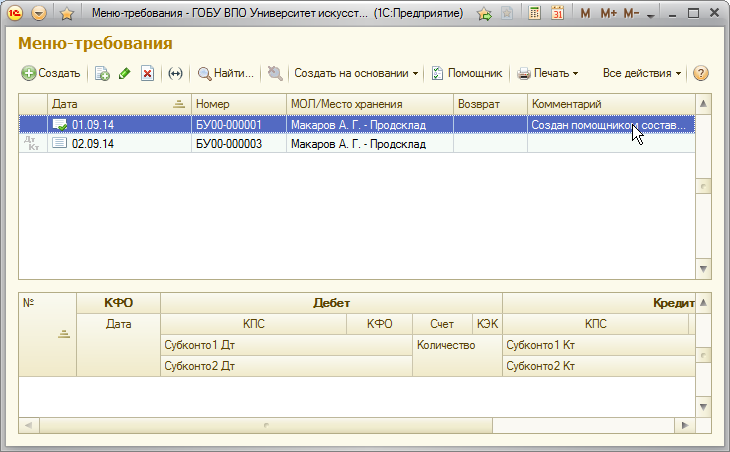 Меню-требования - ГОБУ ВПО Университет искусст... (1С:Предприятие) M M+ M-
Меню-требования
Создать Найти... Создать на основании Помощник Печать Все действия ?
Дата Номер МОЛ/Место хранения Возврат Комментарий
01.09.14 БУ00-000001 Макаров А. Г. - Продсклад Создан помощником состав...
Дт Кт 02.09.14 БУ00-000003 Макаров А. Г. - Продсклад
№ КФО Дебет Кредит
Дата КПС КФО Счет КЭК КПС
Субконто1 Дт Количество Субконто1 Кт
Субконто2 Дт Субконто2 Кт